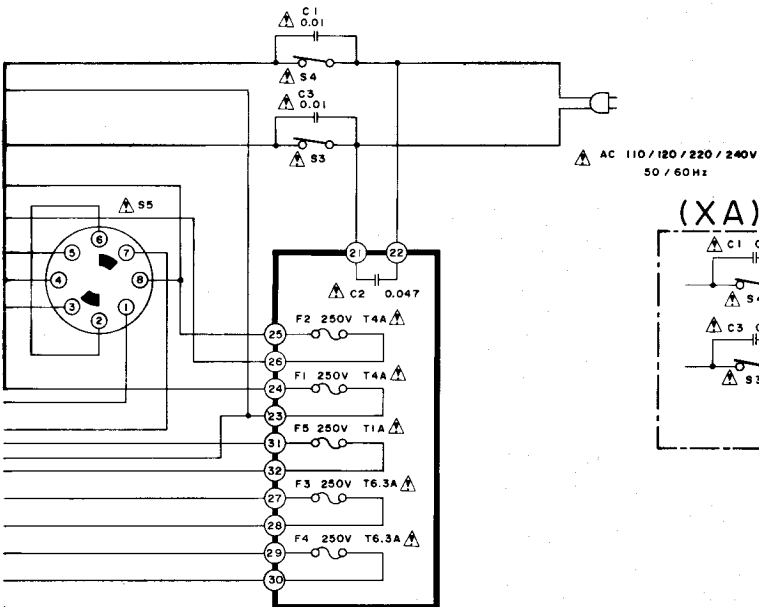 C1
0.01
S4
C3
0.01
S3
AC 110/120/220/240V
50/60Hz
S5
(XA)
6
5
7
4
8
3
1
2
21
22
C2 0.047
C1
S4
C3
S3
25
F2 250V T4A
26
24
F1 250V T4A
23
31
F5 250V T1A
32
27
F3 250V T6.3A
28
29
F4 250V T6.3A
30